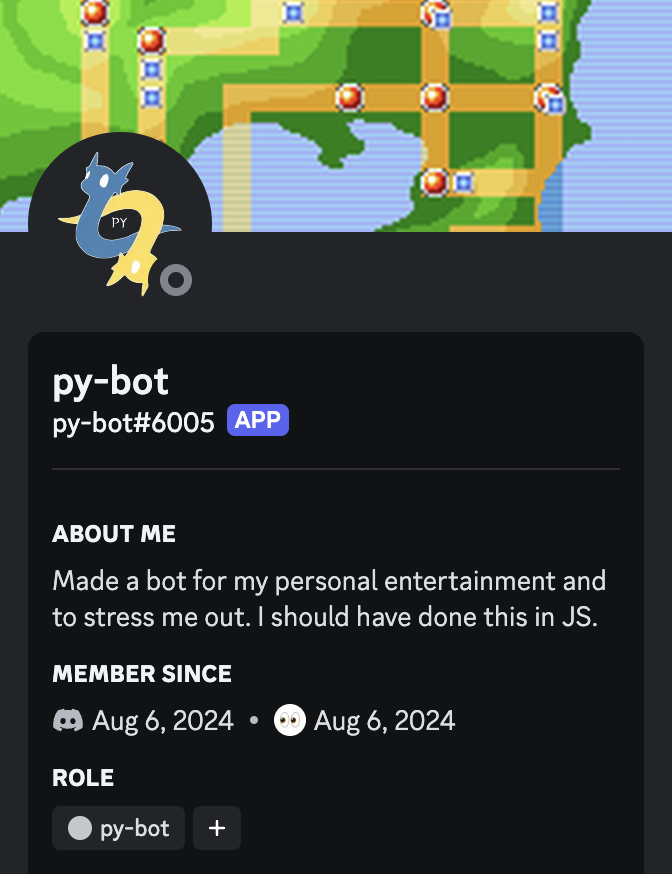 PY
py-bot
py-bot#6005 APP
ABOUT ME
Made a bot for my personal entertainment and
to stress me out. I should have done this in JS.
MEMBER SINCE
Aug 6, 2024 • Aug 6, 2024
ROLE
py-bot +